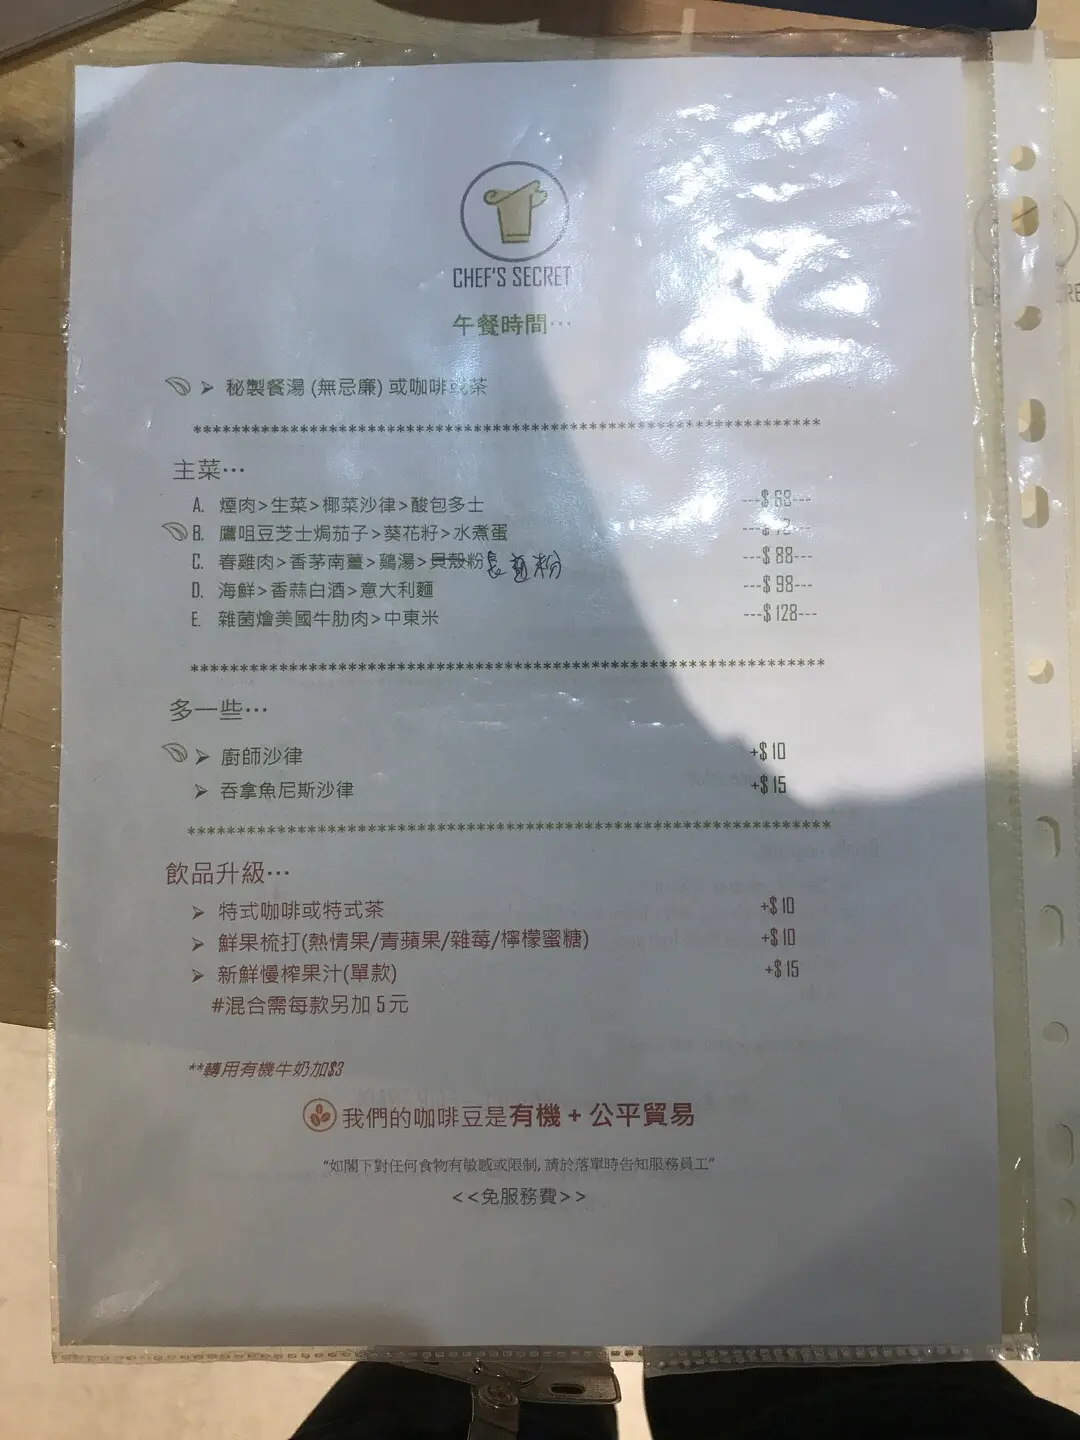 CHEF'S SECRET
午餐時間…
➢ 秘製餐湯 (無忌廉) 或咖啡或茶
****************************************************************
主菜…
A. 煙肉>生菜>椰菜沙律>酸包多士 ---$ 68---
B. 鷹咀豆芝士焗茄子>葵花籽>水煮蛋
C. 春雞肉>香茅南薑>鷄湯>貝殼粉 長通粉 ---$ 88---
D. 海鮮>香蒜白酒>意大利麵 ---$ 98---
E. 雜菌燴美國牛肋肉>中東米 ---$ 128---
****************************************************************
多一些…
➢ 廚師沙律 +$ 10
➢ 吞拿魚尼斯沙律 +$ 15
****************************************************************
飲品升級…
➢ 特式咖啡或特式茶 +$ 10
➢ 鮮果梳打(熱情果/青蘋果/雜莓/檸檬蜜糖) +$ 10
➢ 新鮮慢榨果汁(單款) +$ 15
#混合需每款另加 5 元
**轉用有機牛奶加$3
我們的咖啡豆是有機 + 公平貿易
“如閣下對任何食物有敏感或限制, 請於落單時告知服務員工”
<<免服務費>>